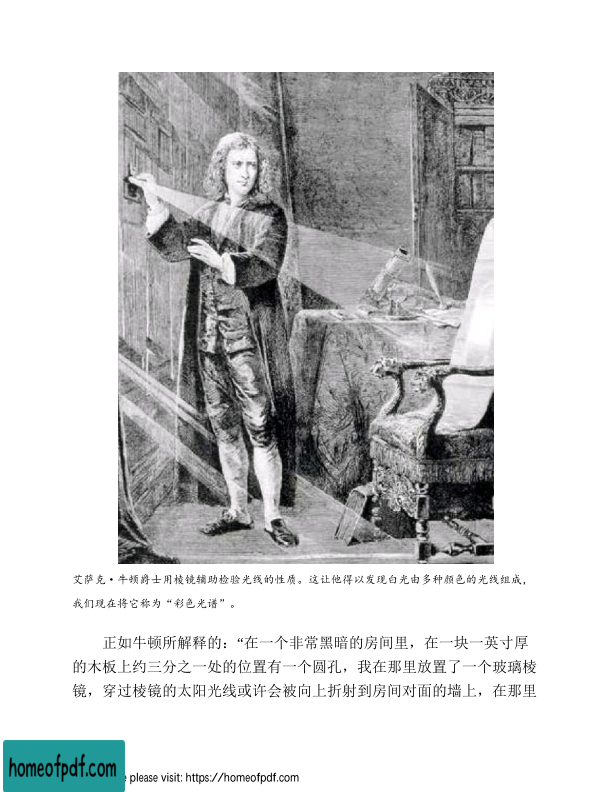 艾萨克·牛顿爵士用棱镜辅助检验光线的性质。这让他得以发现白光由多种颜色的光线组成，
我们现在将它称为“彩色光谱”。
正如牛顿所解释的：“在一个非常黑暗的房间里，在一块一英寸厚
的木板上约三分之一处的位置有一个圆孔，我在那里放置了一个玻璃棱
镜，穿过棱镜的太阳光线或许会被向上折射到房间对面的墙上，在那里
homeofpdf.com
please visit: https://homeofpdf.com